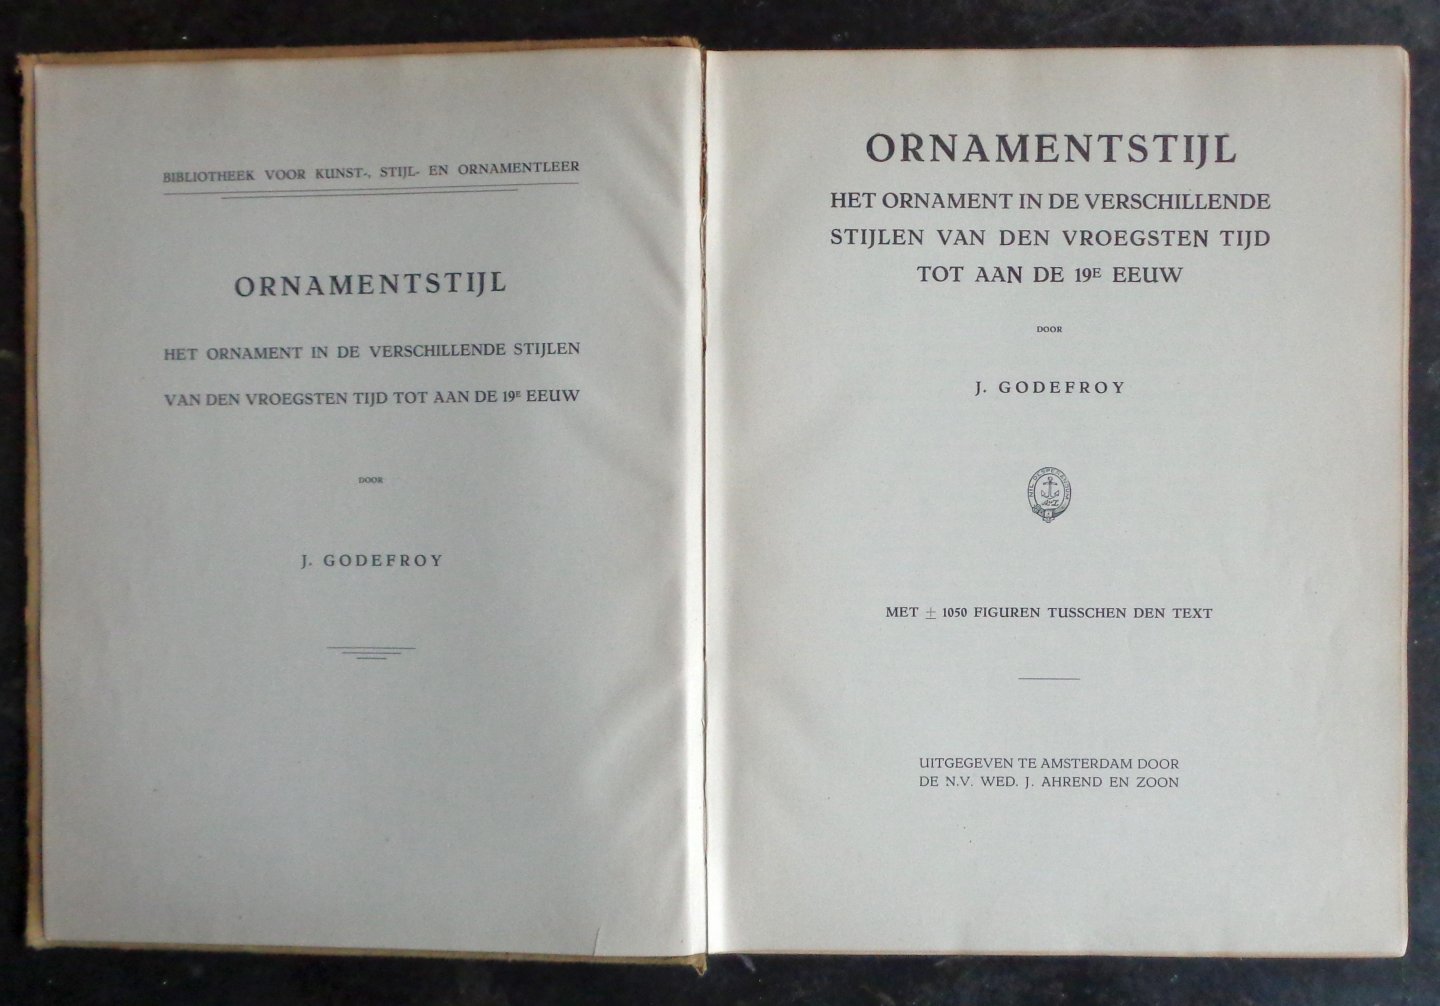 BIBLIOTHEEK VOOR KUNST-, STIJL- EN ORNAMENTLEER
ORNAMENTSTIJL
HET ORNAMENT IN DE VERSCHILLENDE STIJLEN
VAN DEN VROEGSTEN TIJD TOT AAN DE 19E EEUW
DOOR
J. GODEFROY
ORNAMENTSTIJL
HET ORNAMENT IN DE VERSCHILLENDE
STIJLEN VAN DEN VROEGSTEN TIJD
TOT AAN DE 19E EEUW
DOOR
J. GODEFROY
NIL DESPERANDUM
MET ± 1050 FIGUREN TUSSCHEN DEN TEXT
UITGEGEVEN TE AMSTERDAM DOOR
DE N.V. WED. J. AHREND EN ZOON